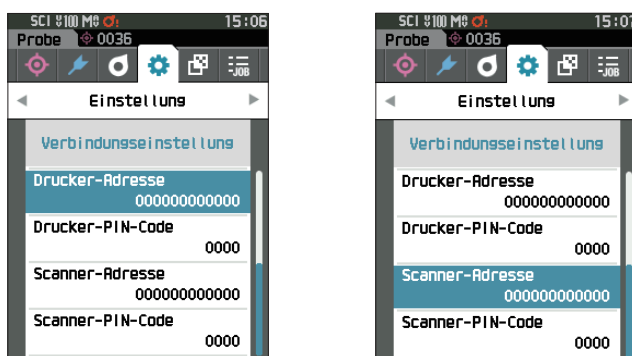 SCI 100 M 15:06
Probe 0036
JOB
Einstellung
Verbindungseinstellung
Drucker-Adresse
000000000000
Drucker-PIN-Code
0000
Scanner-Adresse
000000000000
Scanner-PIN-Code
0000
SCI 100 M 15:07
Probe 0036
JOB
Einstellung
Verbindungseinstellung
Drucker-Adresse
000000000000
Drucker-PIN-Code
0000
Scanner-Adresse
000000000000
Scanner-PIN-Code
0000